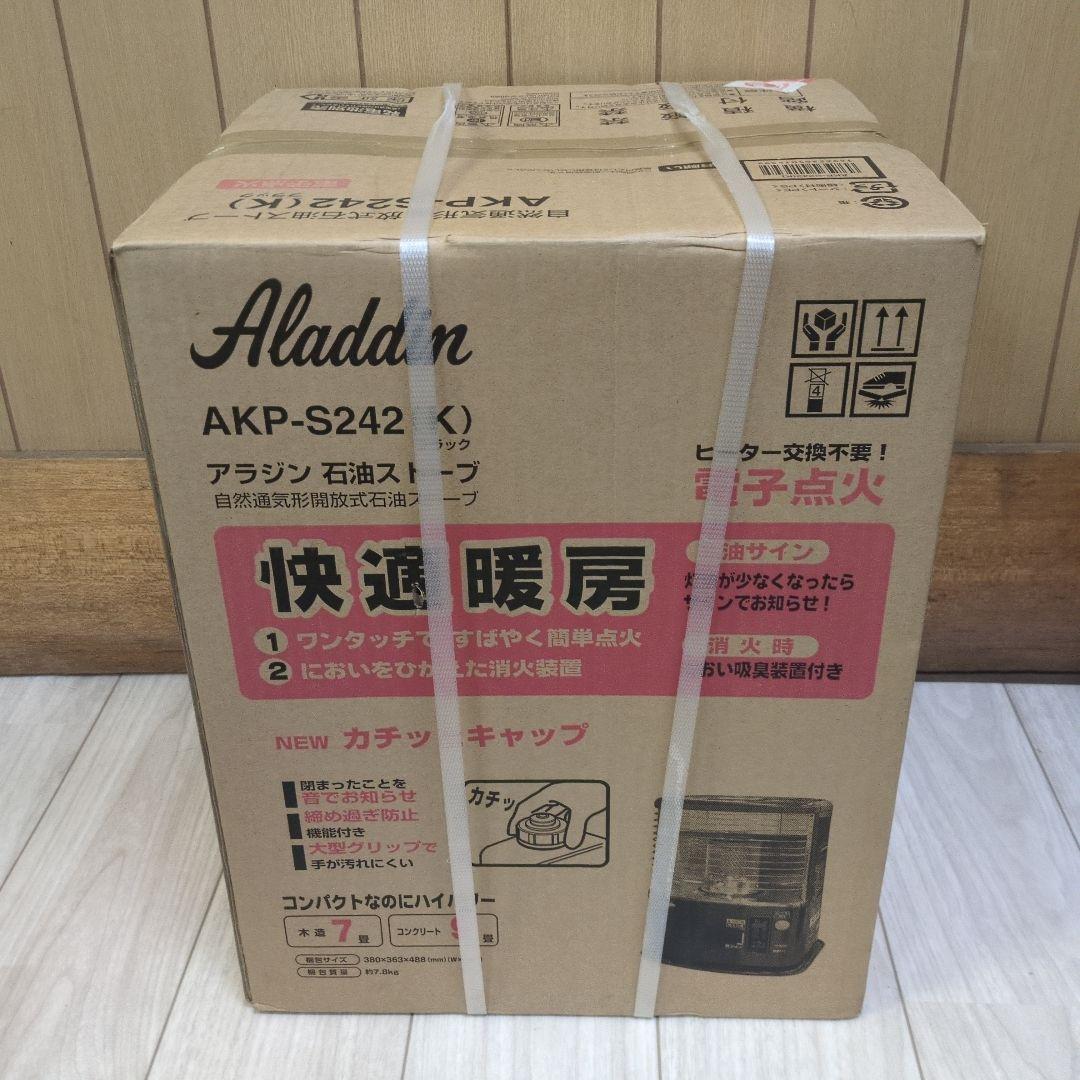 自然通気形開放式石油ストーブ
AKP-S242(K)
ブラック
Aladdin
AKP-S242(K)
ブラック
アラジン 石油ストーブ
自然通気形開放式石油ストーブ
4
ヒーター交換不要！
電子点火
快適暖房
1 ワンタッチですばやく簡単点火
2 においをひかえた消火装置
給油サイン
灯油が少なくなったら
サインでお知らせ！
消火時
におい吸臭装置付き
NEW カチッとキャップ
閉まったことを
音でお知らせ
締め過ぎ防止
機能付き
大型グリップで
手が汚れにくい
カチッ
コンパクトなのにハイパワー
木造 7 畳
コンクリート 9 畳
梱包サイズ 380×363×488(mm)(W×
梱包質量 約7.8kg